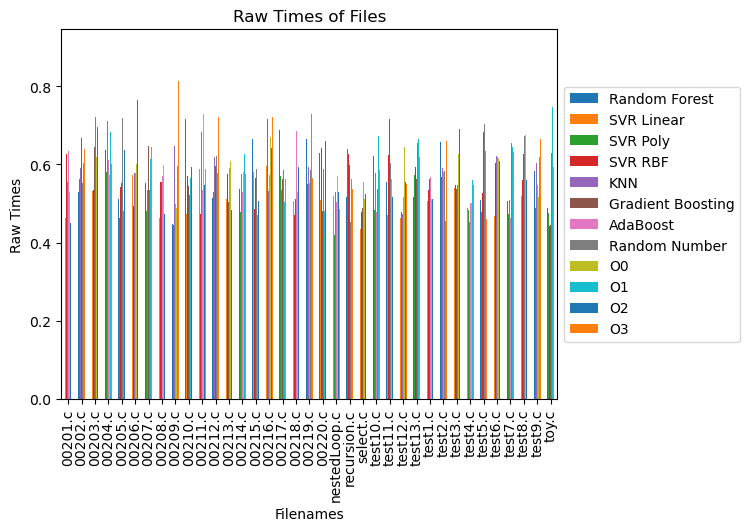 Raw Times of Files
Raw Times
0.8
0.6
0.4
0.2
0.0
Random Forest
SVR Linear
SVR Poly
SVR RBF
KNN
Gradient Boosting
AdaBoost
Random Number
O0
O1
O2
O3
00201.c
00202.c
00203.c
00204.c
00205.c
00206.c
00207.c
00208.c
00209.c
00210.c
00211.c
00212.c
00213.c
00214.c
00215.c
00216.c
00217.c
00218.c
00219.c
00220.c
nestedLoop.c
recursion.c
select.c
test10.c
test11.c
test12.c
test13.c
test1.c
test2.c
test3.c
test4.c
test5.c
test6.c
test7.c
test8.c
test9.c
toy.c
Filenames